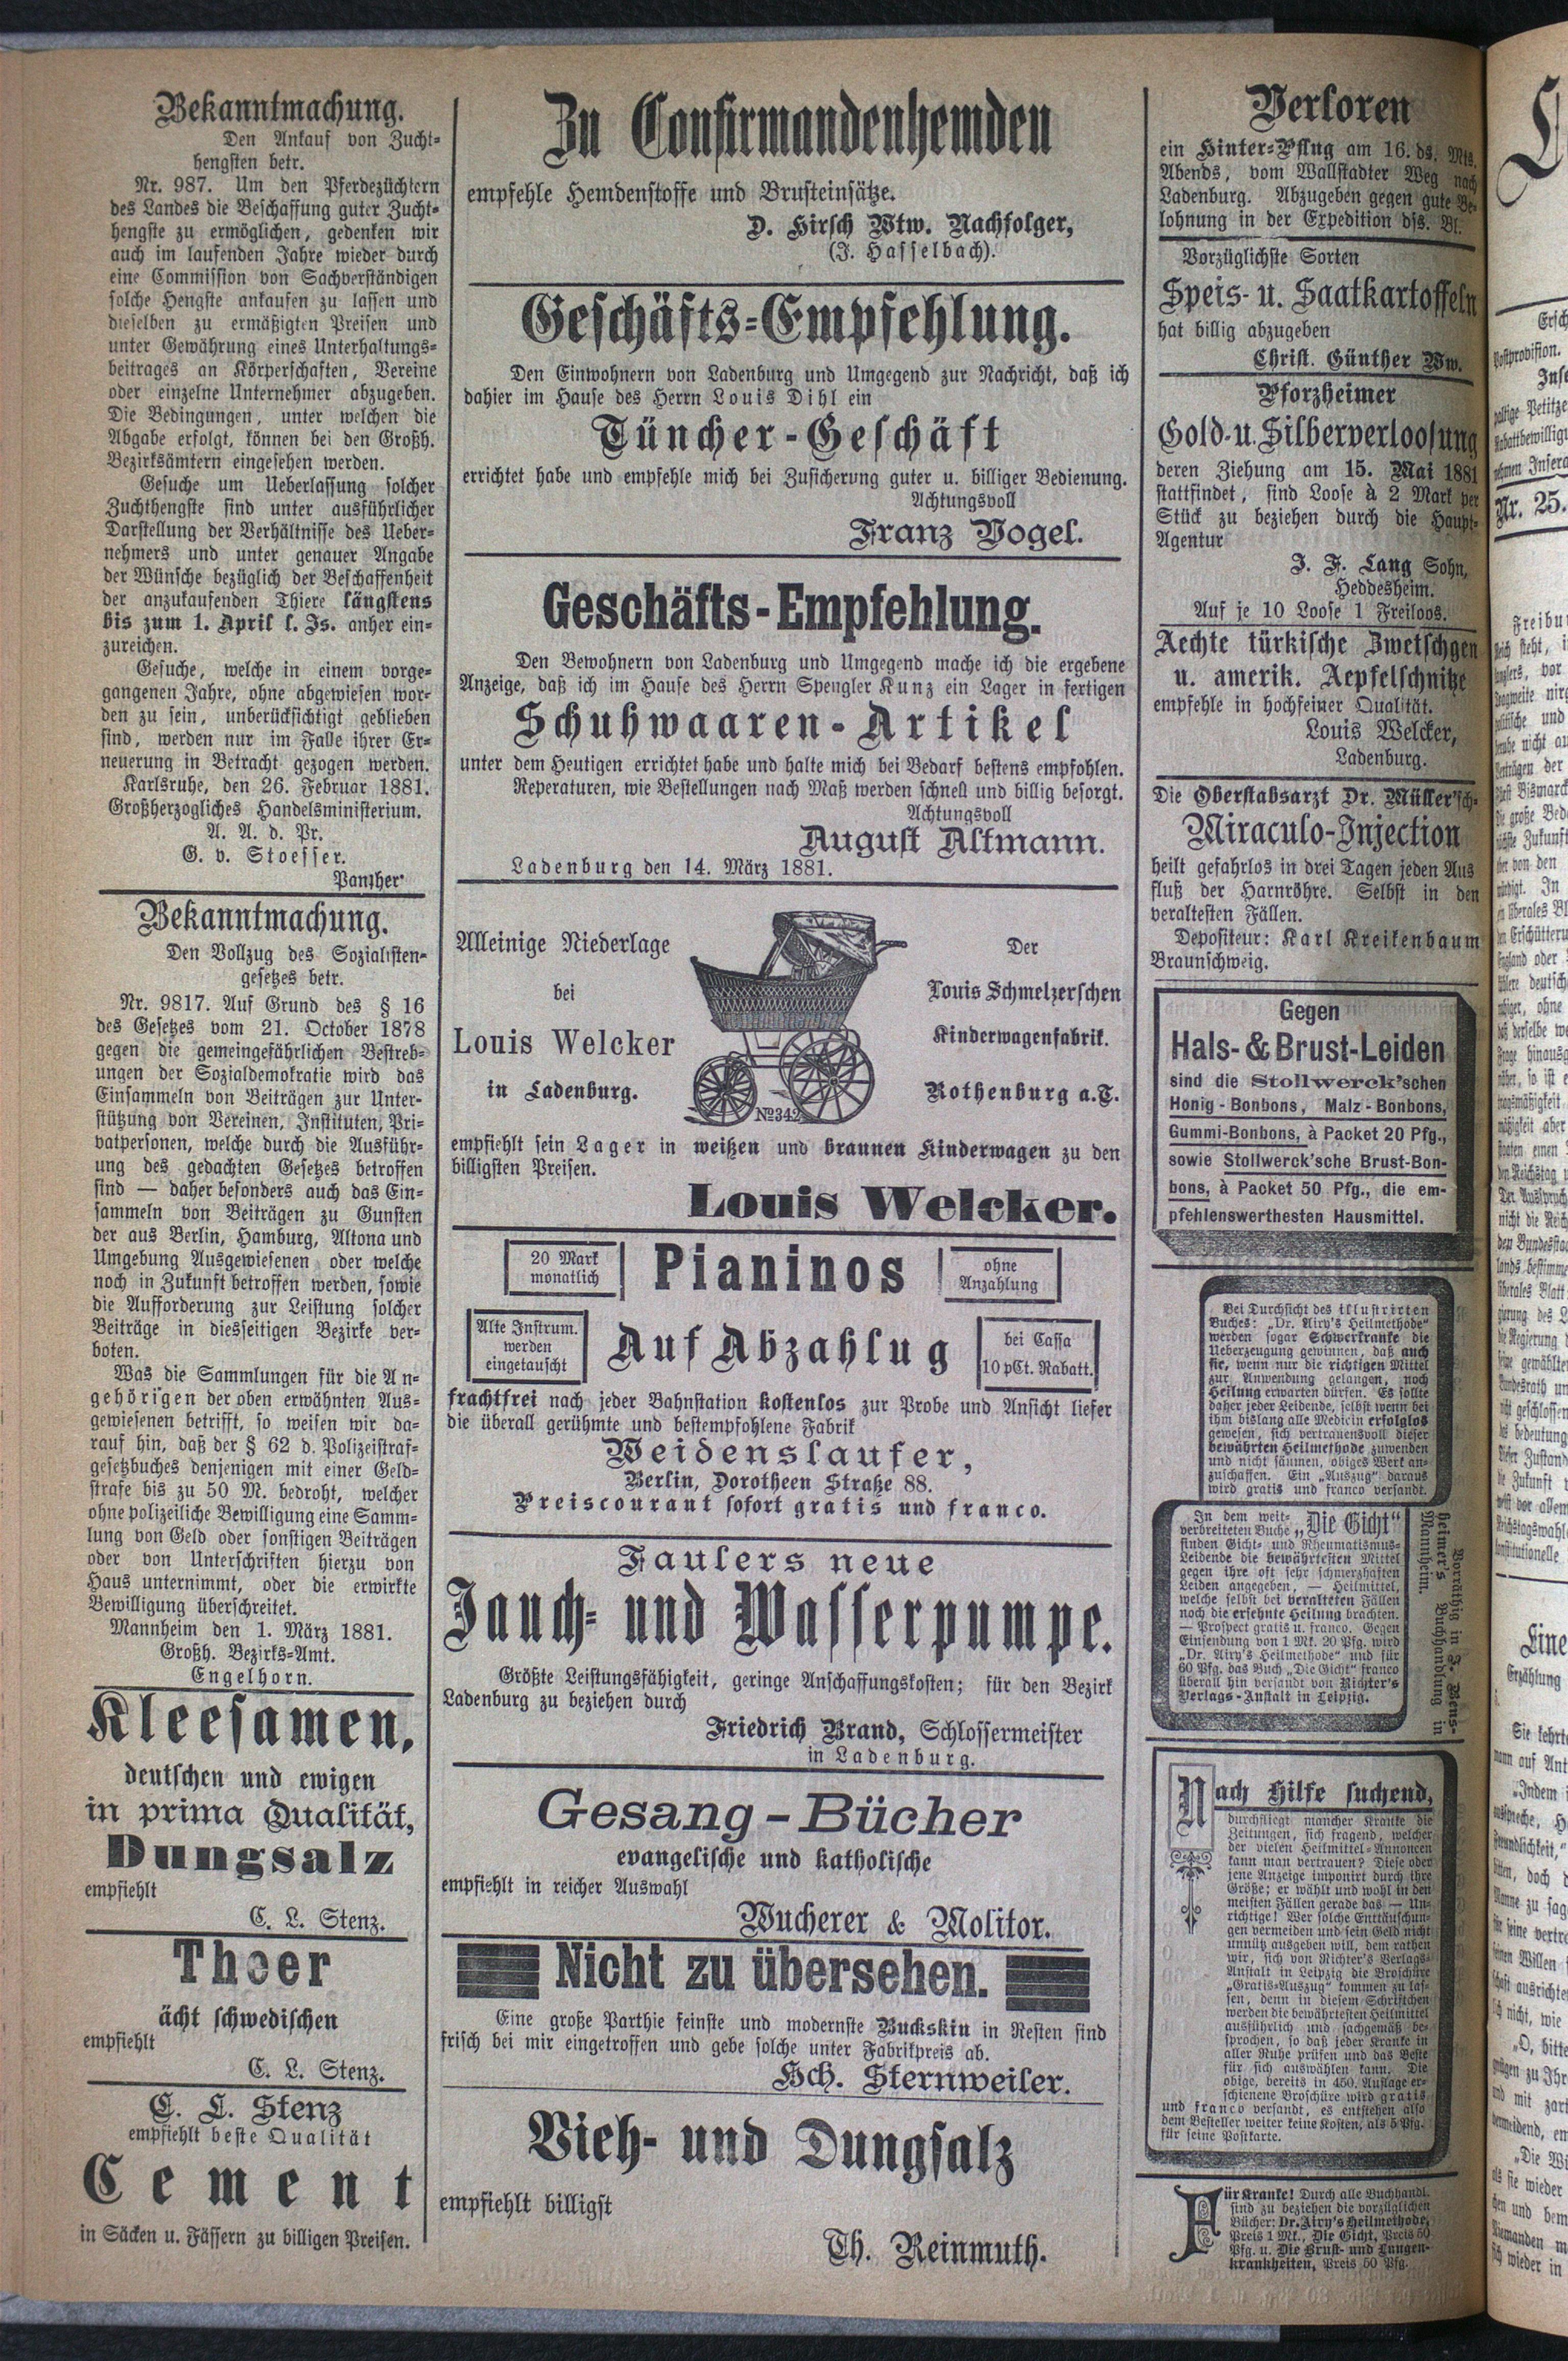 Bekanntmachung.
Den Ankauf von Zucht-
hengsten betr.
Nr. 987. Um den Pferdezüchtern
des Landes die Beschaffung guter Zucht-
hengste zu ermöglichen, gedenken wir
auch im laufenden Jahre wieder durch
eine Commission von Sachverständigen
solche Hengste ankaufen zu lassen und
dieselben zu ermäßigten Preisen und
unter Gewährung eines Unterhaltungs-
beitrages an Körperschaften, Vereine
oder einzelne Unternehmer abzugeben.
Die Bedingungen, unter welchen die
Abgabe erfolgt, können bei den Großh.
Bezirksämtern eingesehen werden.
Gesuche um Ueberlassung solcher
Zuchthengste sind unter ausführlicher
Darstellung der Verhältnisse des Ueber-
nehmers und unter genauer Angabe
der Wünsche bezüglich der Beschaffenheit
der anzukaufenden Thiere längstens
bis zum 1. April l. Js. anher ein-
zureichen.
Gesuche, welche in einem vorge-
gangenen Jahre, ohne abgewiesen wor-
den zu sein, unberücksichtigt geblieben
sind, werden nur im Falle ihrer Er-
neuerung in Betracht gezogen werden.
Karlsruhe, den 26. Februar 1881.
Großherzogliches Handelsministerium.
A. A. d. Pr.
G. v. Stoesser.
Panther
Bekanntmachung.
Den Vollzug des Sozialisten-
gesetzes betr.
Nr. 9817. Auf Grund des § 16
des Gesetzes vom 21. October 1878
gegen die gemeingefährlichen Bestreb-
ungen der Sozialdemokratie wird das
Einsammeln von Beiträgen zur Unter-
stützung von Vereinen, Instituten, Pri-
vatpersonen, welche durch die Ausführ-
ung des gedachten Gesetzes betroffen
sind — daher besonders auch das Ein-
sammeln von Beiträgen zu Gunsten
der aus Berlin, Hamburg, Altona und
Umgebung Ausgewiesenen oder welche
noch in Zukunft betroffen werden, sowie
die Aufforderung zur Leistung solcher
Beiträge in diesseitigen Bezirke ver-
boten.
Was die Sammlungen für die An-
gehörigen der oben erwähnten Aus-
gewiesenen betrifft, so weisen wir da-
rauf hin, daß der § 62 d. Polizeistraf-
gesetzbuches denjenigen mit einer Geld-
strafe bis zu 50 M. bedroht, welcher
ohne polizeiliche Bewilligung eine Samm-
lung von Geld oder sonstigen Beiträgen
oder von Unterschriften hierzu von
Haus unternimmt, oder die erwirkte
Bewilligung überschreitet.
Mannheim den 1. März 1881.
Großh. Bezirks-Amt.
Engelhorn.
Kleesamen,
deutschen und ewigen
in prima Qualität,
Dungsalz
empfiehlt
C. L. Stenz.
Theer
ächt schwedischen
empfiehlt
C. L. Stenz.
C. L. Stenz
empfiehlt beste Qualität
Cement
in Säcken u. Fässern zu billigen Preisen.
Zu Confirmandenhemden
empfehle Hemdenstoffe und Brusteinsätze.
D. Hirsch Wtw. Nachfolger,
(J. Hasselbach).
Geschäfts-Empfehlung.
Den Einwohnern von Ladenburg und Umgegend zur Nachricht, daß ich
dahier im Hause des Herrn Louis Dihl ein
Tüncher-Geschäft
errichtet habe und empfehle mich bei Zusicherung guter u. billiger Bedienung.
Achtungsvoll
Franz Vogel.
Geschäfts-Empfehlung.
Den Bewohnern von Ladenburg und Umgegend mache ich die ergebene
Anzeige, daß ich im Hause des Herrn Spengler Kunz ein Lager in fertigen
Schuhwaaren-Artikel
unter dem Heutigen errichtet habe und halte mich bei Bedarf bestens empfohlen.
Reperaturen, wie Bestellungen nach Maß werden schnell und billig besorgt.
Achtungsvoll
August Altmann.
Ladenburg den 14. März 1881.
Alleinige Niederlage
bei
Louis Welcker
in Ladenburg.
No 342
Der
Louis Schmelzerschen
Kinderwagenfabrik.
Rothenburg a. T.
empfiehlt sein Lager in weißen und braunen Kinderwagen zu den
billigsten Preisen.
Louis Welcker.
20 Mark
monatlich
Pianinos
ohne
Anzahlung
Alte Instrum.
werden
eingetauscht
Auf Abzahlug
bei Cassa
10 pCt. Rabatt.
frachtfrei nach jeder Bahnstation kostenlos zur Probe und Ansicht liefer
die überall gerühmte und bestempfohlene Fabrik
Weidenslaufer,
Berlin, Dorotheen Straße 88.
Preiscourant sofort gratis und franco.
Faulers neue
Jauch- und Wasserpumpe.
Größte Leistungsfähigkeit, geringe Anschaffungskosten; für den Bezirk
Ladenburg zu beziehen durch
Friedrich Brand, Schlossermeister
in Ladenburg.
Gesang-Bücher
evangelische und katholische
empfiehlt in reicher Auswahl
Wucherer & Molitor.
Nicht zu übersehen.
Eine große Parthie feinste und modernste Buckskin in Resten sind
frisch bei mir eingetroffen und gebe solche unter Fabrikpreis ab.
Hch. Sternweiler.
Vieh- und Dungsalz
empfiehlt billigst
Th. Reinmuth.
Verloren
ein Hinter-Pflug am 16. ds. Mts.
Abends, vom Wallstadter Weg nach
Ladenburg. Abzugeben gegen gute Be-
lohnung in der Expedition dss. Bl.
Vorzüglichste Sorten
Speis- u. Saatkartoffeln
hat billig abzugeben
Christ. Günther Ww.
Pforzheimer
Gold- u. Silberverloosung
deren Ziehung am 15. Mai 1881
stattfindet, sind Loose à 2 Mark per
Stück zu beziehen durch die Haupt-
Agentur
J. F. Lang Sohn,
Heddesheim.
Auf je 10 Loose 1 Freiloos.
Aechte türkische Zwetschgen
u. amerik. Aepfelschnitze
empfehle in hochfeiner Qualität.
Louis Welcker,
Ladenburg.
Die Oberstabsarzt Dr. Müller'sch-
Miraculo-Injection
heilt gefahrlos in drei Tagen jeden Aus
fluß der Harnröhre. Selbst in den
veraltesten Fällen.
Depositeur: Karl Kreikenbaum
Braunschweig.
Gegen
Hals- & Brust-Leiden
sind die Stollwerck'schen
Honig-Bonbons, Malz-Bonbons,
Gummi-Bonbons, à Packet 20 Pfg.,
sowie Stollwerck'sche Brust-Bon-
bons, à Packet 50 Pfg., die em-
pfehlenswerthesten Hausmittel.
Bei Durchsicht des illustrirten
Buches: „Dr. Airy's Heilmethode"
werden sogar Schwerkranke die
Ueberzeugung gewinnen, daß auch
sie, wenn nur die richtigen Mittel
zur Anwendung gelangen, noch
Heilung erwarten dürfen. Es sollte
daher jeder Leidende, selbst wenn bei
ihm bislang alle Medicin erfolglos
gewesen, sich vertrauensvoll dieser
bewährten Heilmethode zuwenden
und nicht säumen, obiges Werk an-
zuschaffen. Ein „Auszug" daraus
wird gratis und franco versandt.
In dem weit-
verbreiteten Buche „Die Gicht"
finden Gicht- und Rheumatismus-
Leidende die bewährtesten Mittel
gegen ihre oft sehr schmerzhaften
Leiden angegeben, — Heilmittel,
welche selbst bei veralteten Fällen
noch die ersehnte Heilung brachten.
— Prospect gratis u. franco. Gegen
Einsendung von 1 Mk. 20 Pfg. wird
„Dr. Airy's Heilmethode" und für
60 Pfg. das Buch „Die Gicht" franco
überall hin versandt von Richter's
Verlags-Anstalt in Leipzig.
Vorräthig in J. Bens-
heimer's Buchhandlung in
Mannheim.
Nach Hilfe suchend,
durchfliegt mancher Kranke die
Zeitungen, sich fragend, welcher
der vielen Heilmittel-Annoncen
kann man vertrauen? Diese oder
jene Anzeige imponirt durch ihre
Größe; er wählt und wohl in den
meisten Fällen gerade das — Un-
richtige! Wer solche Enttäuschun-
gen vermeiden und sein Geld nicht
unnütz ausgeben will, dem rathen
wir, sich von Richter's Verlags-
Anstalt in Leipzig die Broschüre
„Gratis-Auszug" kommen zu las-
sen, denn in diesem Schriftchen
werden die bewährtesten Heilmittel
ausführlich und sachgemäß be-
sprochen, so daß jeder Kranke in
aller Ruhe prüfen und das Beste
für sich auswählen kann. Die
obige, bereits in 450. Auflage er-
schienene Broschüre wird gratis
und franco versandt, es entstehen also
dem Besteller weiter keine Kosten, als 5 Pfg.
für seine Postkarte.
Für Kranke! Durch alle Buchhandl.
sind zu beziehen die vorzüglichen
Bücher: Dr. Airy's Heilmethode,
Preis 1 Mk., Die Gicht, Preis 50
Pfg. u. Die Brust- und Lungen-
krankheiten, Preis 50 Pfg.
Nr. 25.